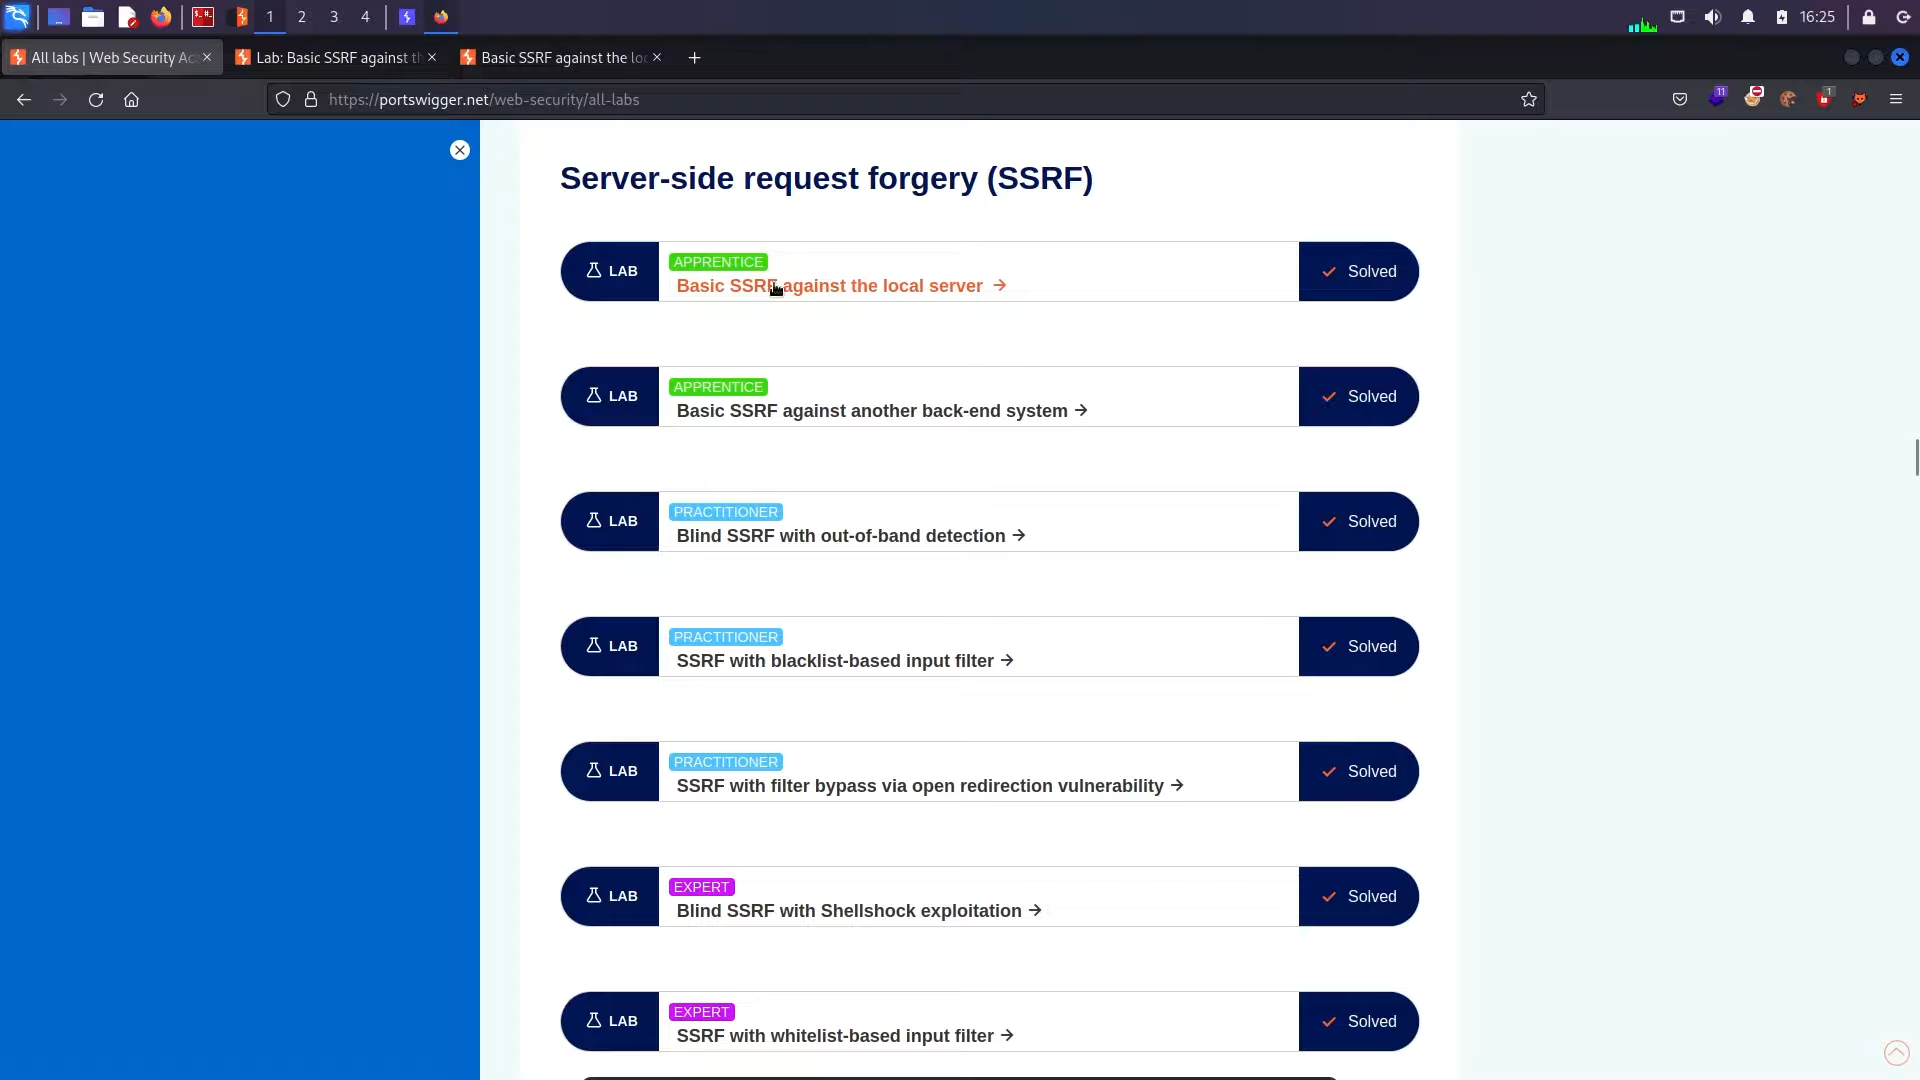 1 2 3 4 16:25
All labs | Web Security Ac
Lab: Basic SSRF against t
Basic SSRF against the lo
https://portswigger.net/web-security/all-labs
11
1
Server-side request forgery (SSRF)
LAB
APPRENTICE
Basic SSRF against the local server
Solved
LAB
APPRENTICE
Basic SSRF against another back-end system
Solved
LAB
PRACTITIONER
Blind SSRF with out-of-band detection
Solved
LAB
PRACTITIONER
SSRF with blacklist-based input filter
Solved
LAB
PRACTITIONER
SSRF with filter bypass via open redirection vulnerability
Solved
LAB
EXPERT
Blind SSRF with Shellshock exploitation
Solved
LAB
EXPERT
SSRF with whitelist-based input filter
Solved